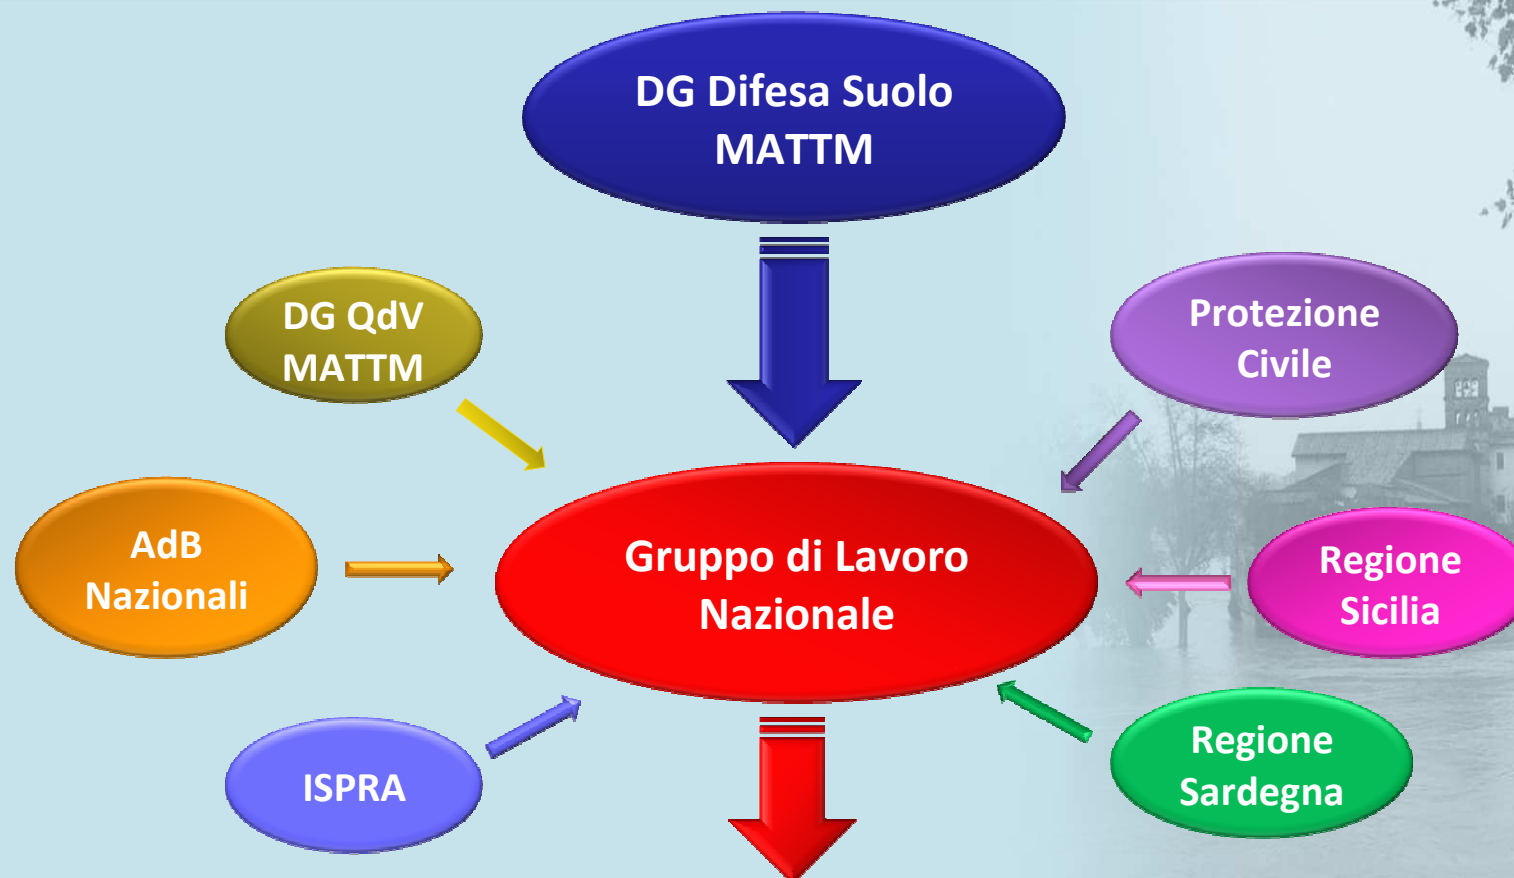 DG Difesa Suolo
MATTM
DG QdV
MATTM
Protezione
Civile
AdB
Nazionali
Gruppo di Lavoro
Nazionale
Regione
Sicilia
ISPRA
Regione
Sardegna